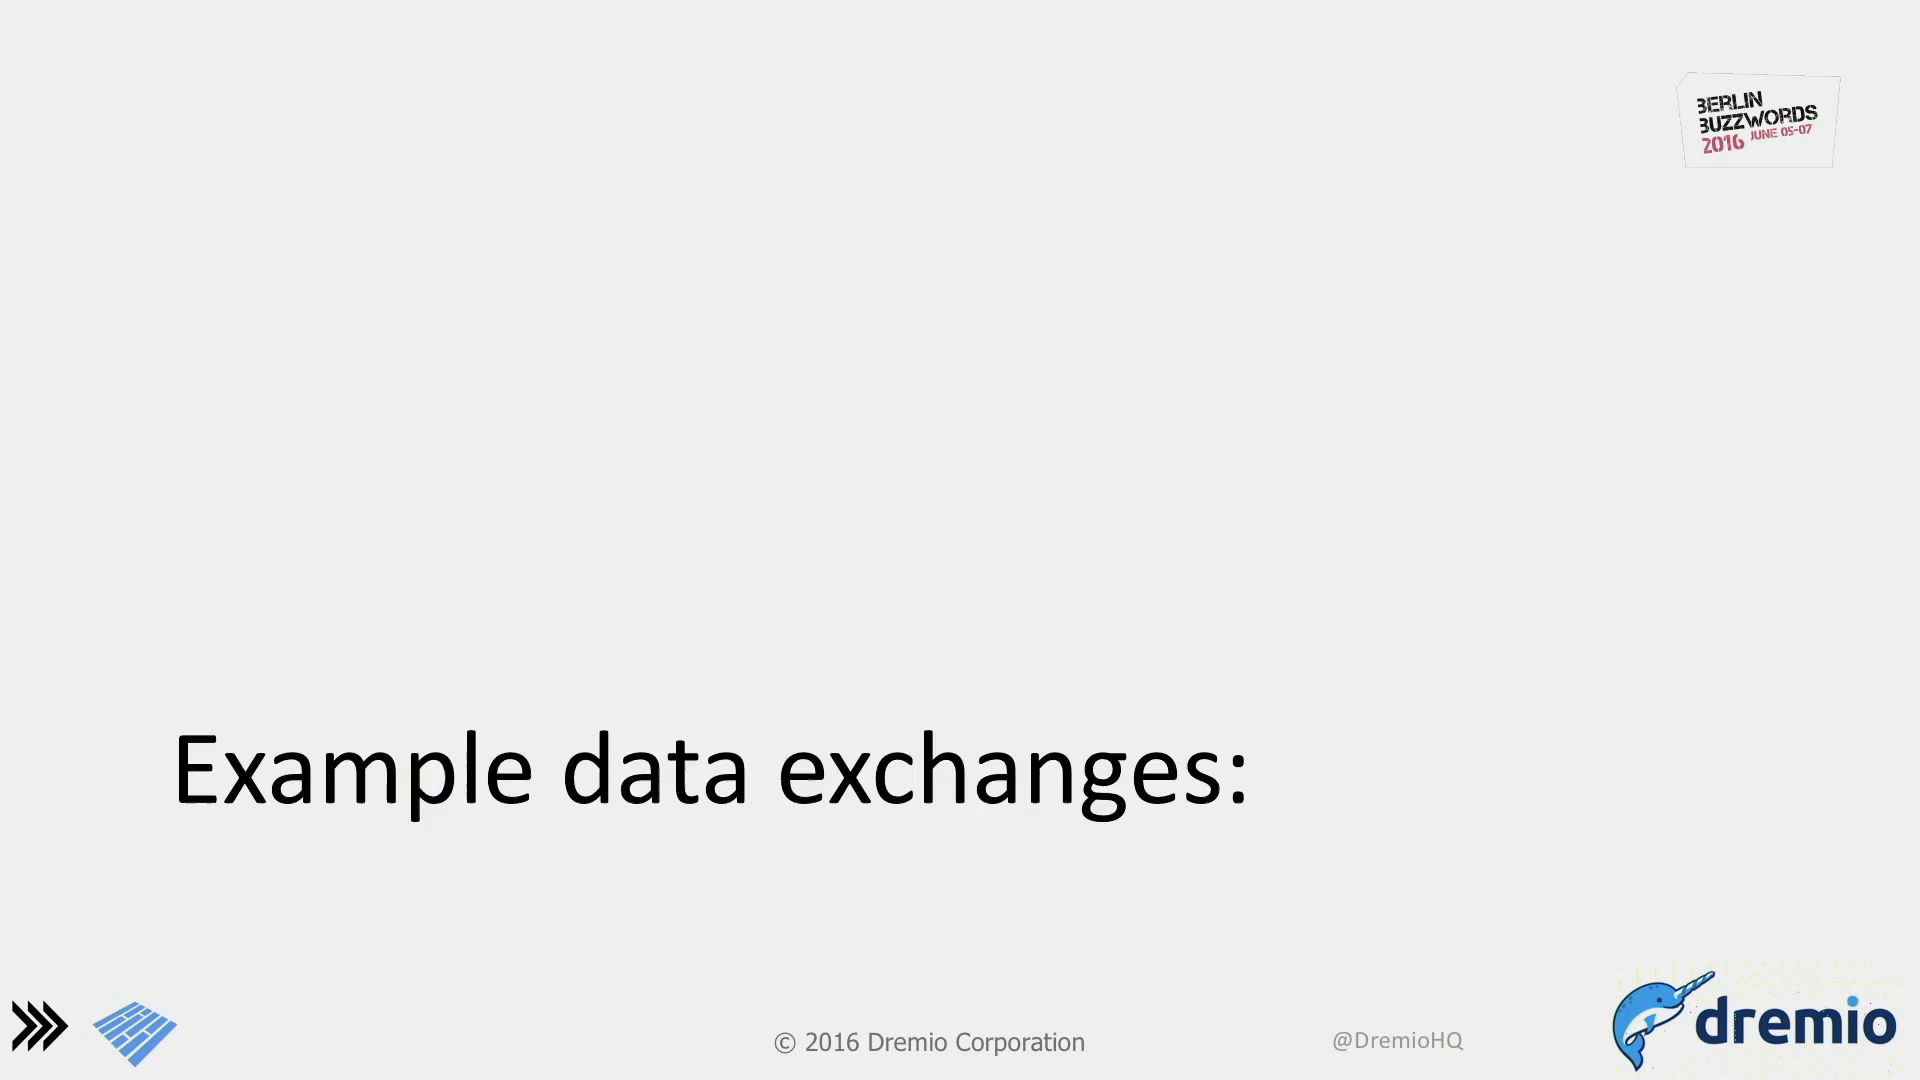 BERLIN
BUZZWORDS
2016 JUNE 05-07
Example data exchanges:
© 2016 Dremio Corporation
@DremioHQ
dremio